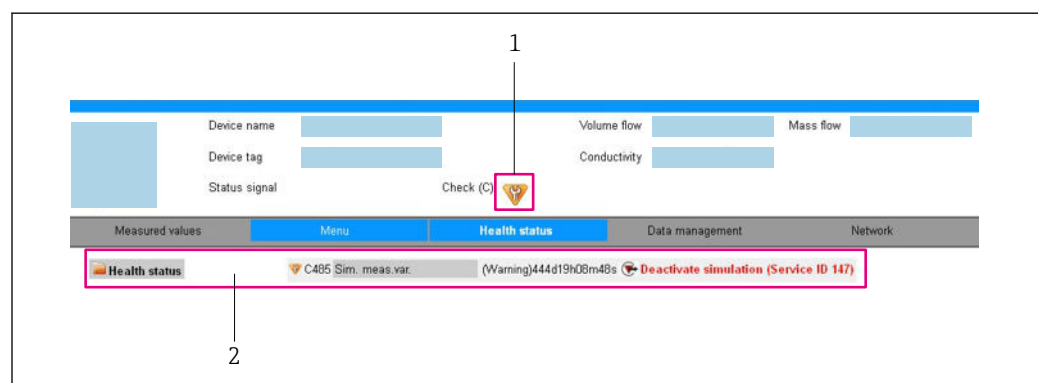 1
Device name Volume flow Mass flow
Device tag Conductivity
Status signal Check (C)
Measured values Menu Health status Data management Network
Health status C485 Sim. meas.var. (Warning)444d19h08m48s Deactivate simulation (Service ID 147)
2